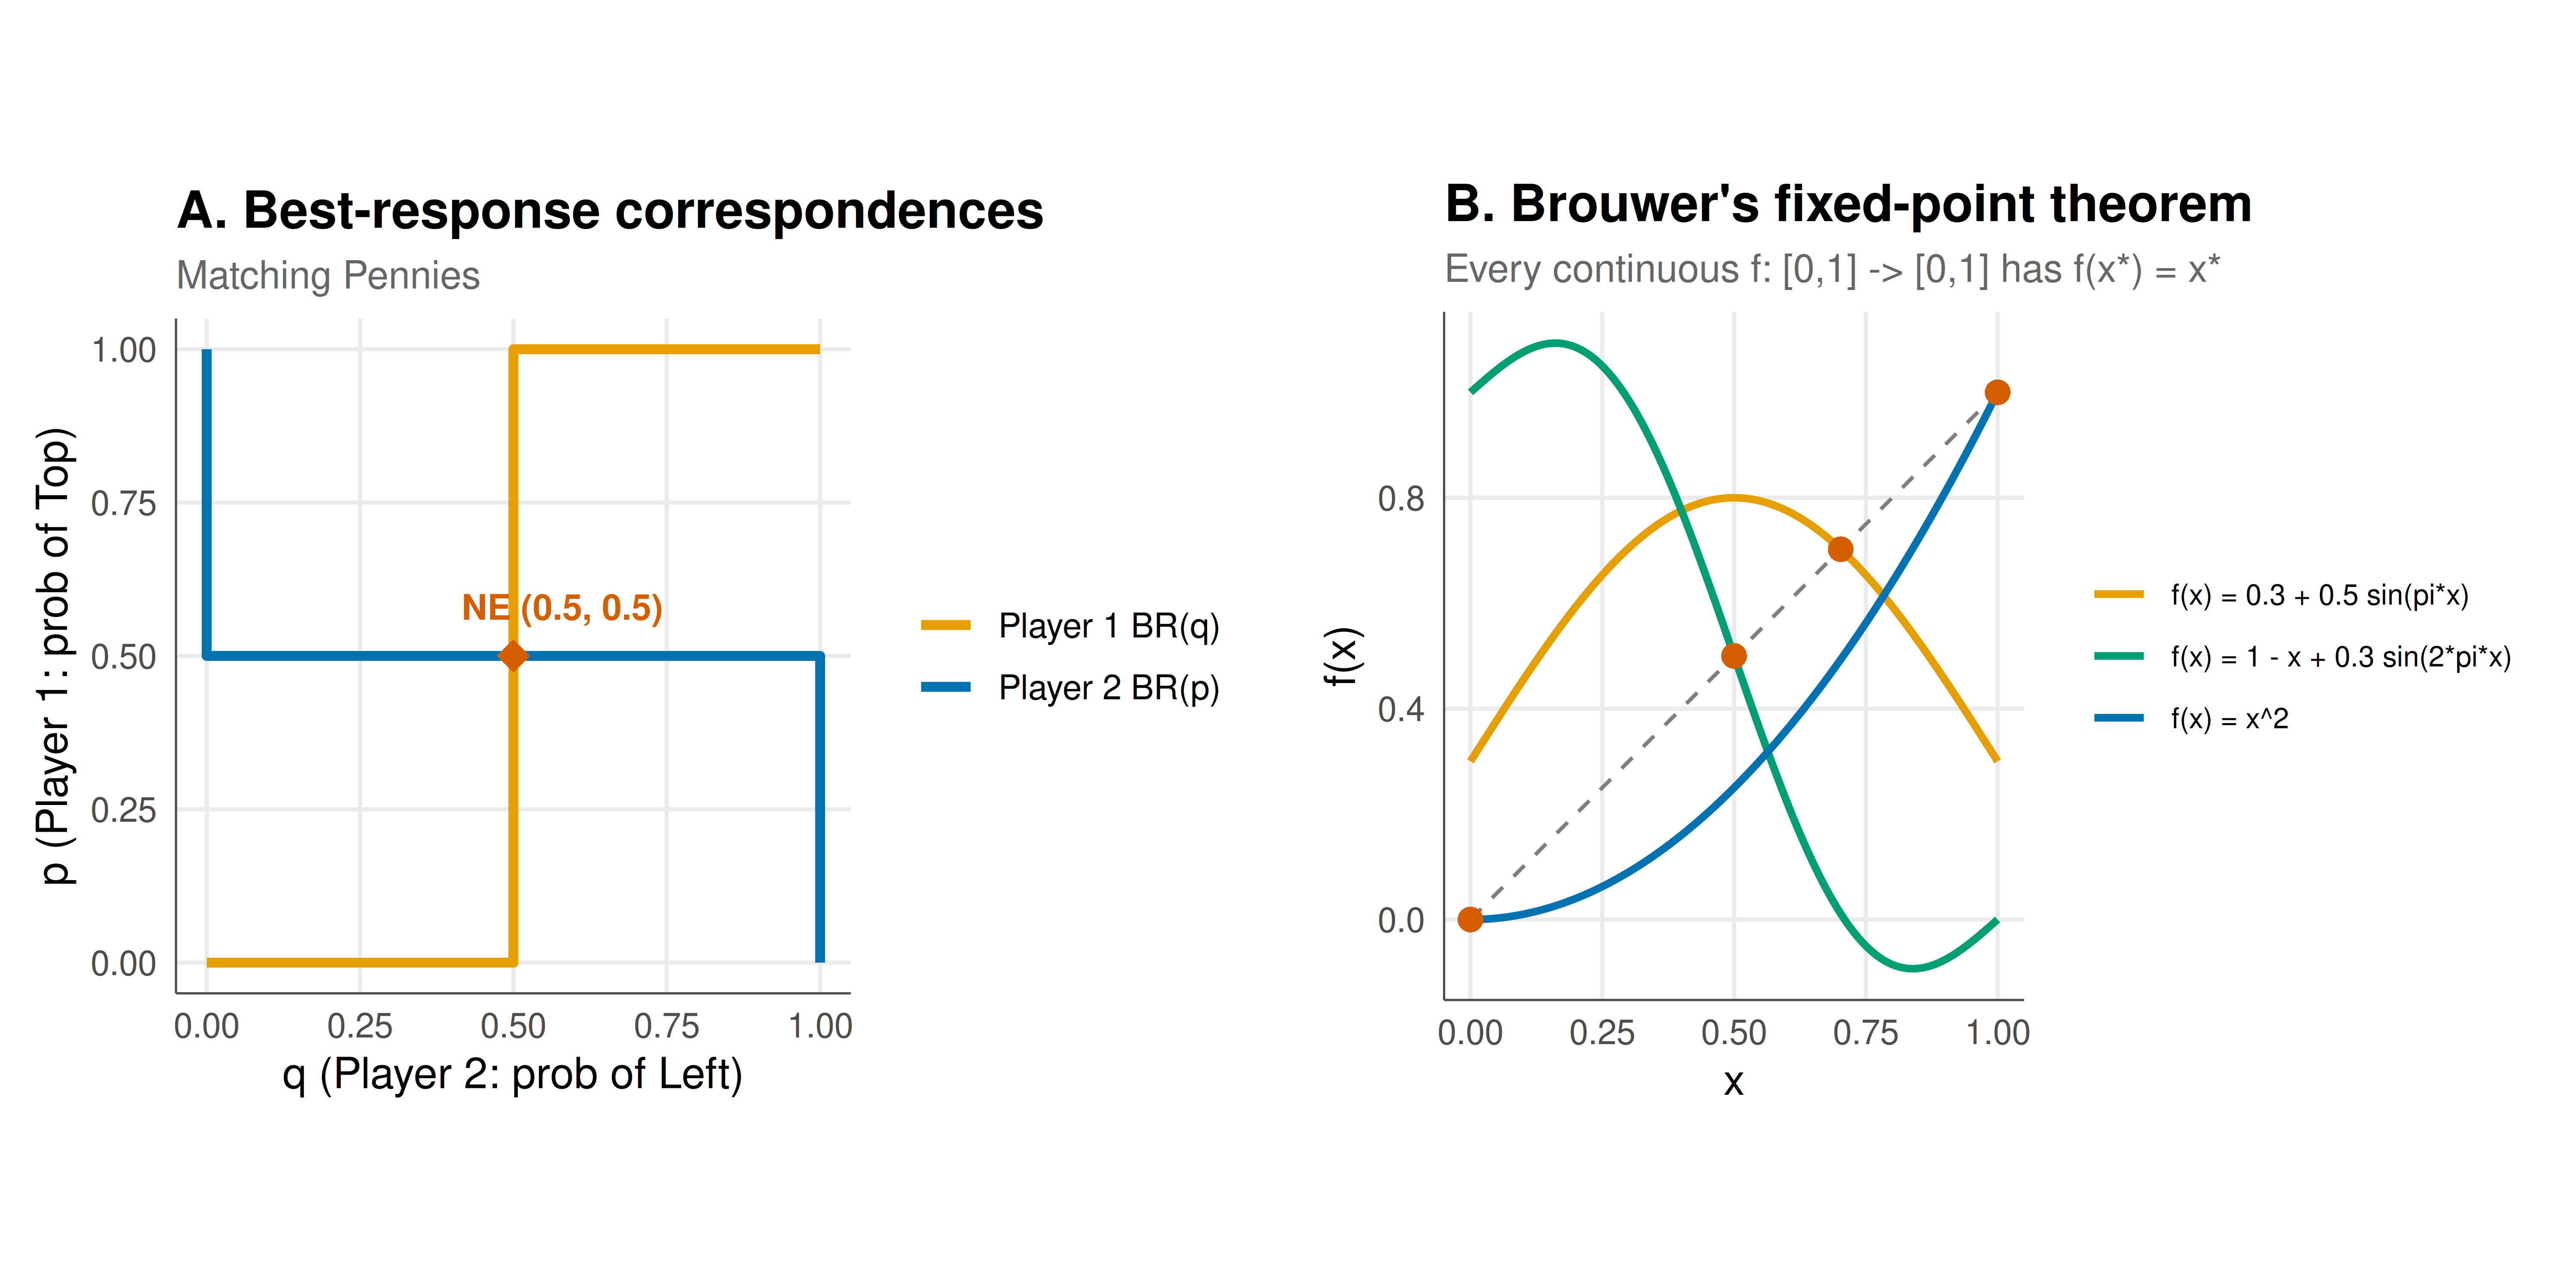 A. Best-response correspondences
Matching Pennies
1.00
0.75
0.50
0.25
0.00
p (Player 1: prob of Top)
NE (0.5, 0.5)
0.00 0.25 0.50 0.75 1.00
q (Player 2: prob of Left)
Player 1 BR(q)
Player 2 BR(p)
B. Brouwer's fixed-point theorem
Every continuous f: [0,1] -> [0,1] has f(x*) = x*
0.8
0.4
0.0
f(x)
0.00 0.25 0.50 0.75 1.00
x
f(x) = 0.3 + 0.5 sin(pi*x)
f(x) = 1 - x + 0.3 sin(2*pi*x)
f(x) = x^2